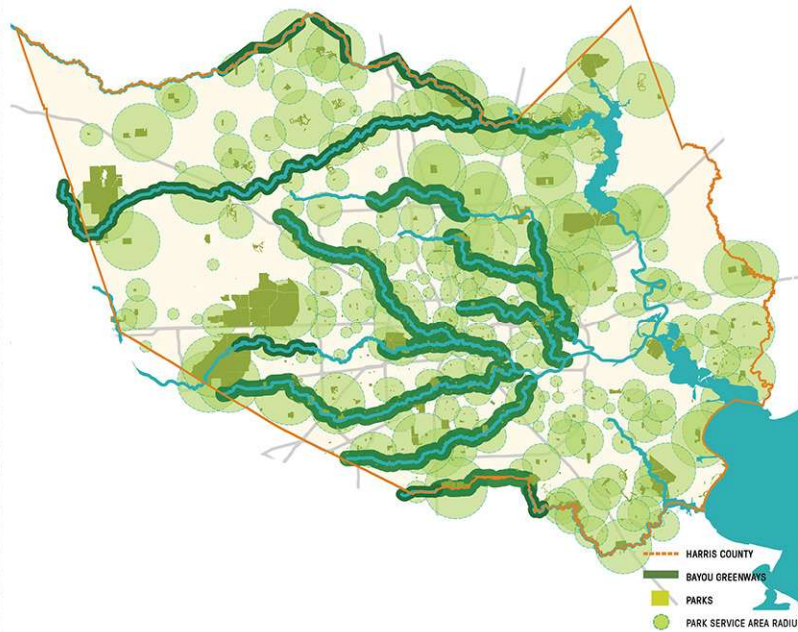 HARRIS COUNTY
BAYOU GREENWAYS
PARKS
PARK SERVICE AREA RADIU